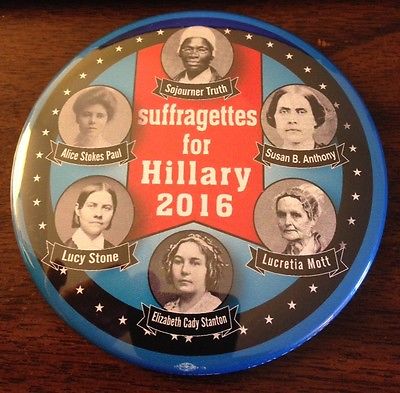 Sojourner Truth
suffragettes
for
Hillary
2016
Alice Stokes Paul
Susan B. Anthony
Lucy Stone
Lucretia Mott
Elizabeth Cady Stanton